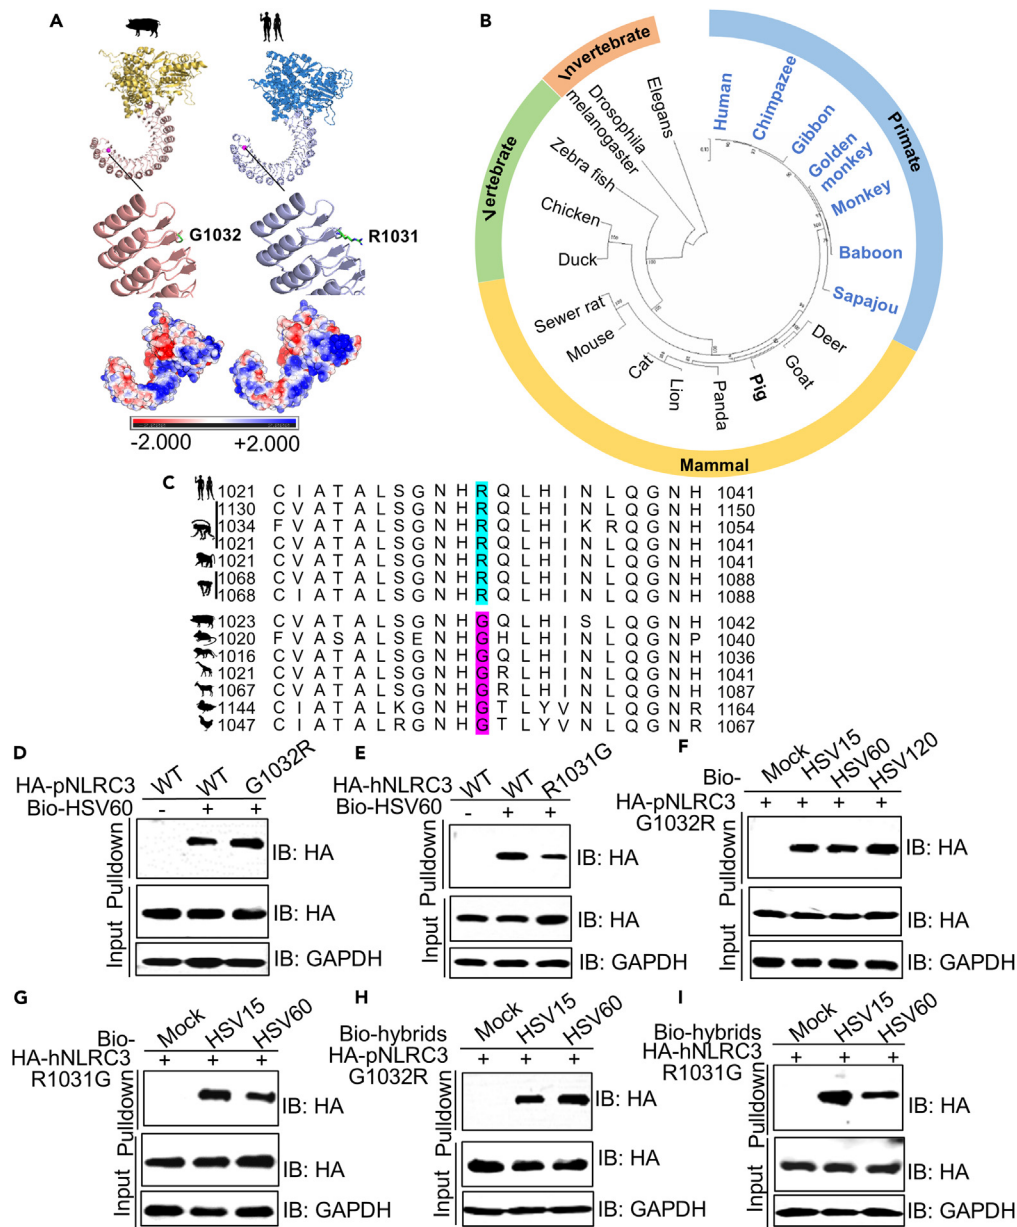 A
G1032
R1031
-2.000
+2.000
B
Invertebrate
Vertebrate
Primate
Mammal
Elegans
Drosophila
melanogaster
Zebra fish
Chicken
Duck
Sewer rat
Mouse
Cat
Lion
Panda
Pig
Goat
Deer
Sapajou
Baboon
Monkey
Golden
monkey
Gibbon
Chimpazee
Human
C
1021 C I A T A L S G N H R Q L H I N L Q G N H 1041
1130 C V A T A L S G N H R Q L H I N L Q G N H 1150
1034 F V A T A L S G N H R Q L H I K R Q G N H 1054
1021 C V A T A L S G N H R Q L H I N L Q G N H 1041
1021 C V A T A L S G N H R Q L H I N L Q G N H 1041
1068 C V A T A L S G N H R Q L H I N L Q G N H 1088
1068 C I A T A L S G N H R Q L H I N L Q G N H 1088
1023 C V A T A L S G N H G Q L H I S L Q G N H 1042
1020 F V A S A L S E N H G H L H I N L Q G N P 1040
1016 C V A T A L S G N H G Q L H I N L Q G N H 1036
1021 C V A T A L S G N H G R L H I N L Q G N H 1041
1067 C V A T A L S G N H G R L H I N L Q G N H 1087
1144 C I A T A L K G N H G T L Y V N L Q G N R 1164
1047 C I A T A L R G N H G T L Y V N L Q G N R 1067
D
HA-pNLRC3 WT WT G1032R
Bio-HSV60 - + +
Pulldown
IB: HA
Input
IB: HA
IB: GAPDH
E
HA-hNLRC3 WT WT R1031G
Bio-HSV60 - + +
Pulldown
IB: HA
Input
IB: HA
IB: GAPDH
F
Bio- Mock HSV15 HSV60 HSV120
HA-pNLRC3 + + + +
G1032R
Pulldown
IB: HA
Input
IB: HA
IB: GAPDH
G
Bio- Mock HSV15 HSV60
HA-hNLRC3 + + +
R1031G
Pulldown
IB: HA
Input
IB: HA
IB: GAPDH
H
Bio-hybrids Mock HSV15 HSV60
HA-pNLRC3 + + +
G1032R
Pulldown
IB: HA
Input
IB: HA
IB: GAPDH
I
Bio-hybrids Mock HSV15 HSV60
HA-hNLRC3 + + +
R1031G
Pulldown
IB: HA
Input
IB: HA
IB: GAPDH